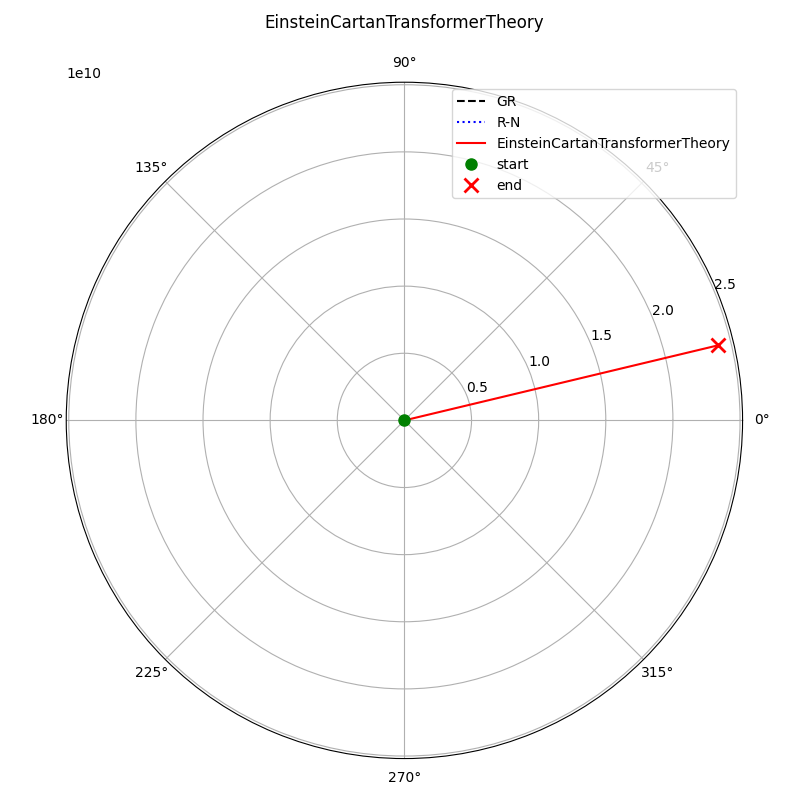 EinsteinCartanTransformerTheory
1e10
90°
GR
R-N
EinsteinCartanTransformerTheory
start
end
135°
45°
2.5
2.0
1.5
1.0
0.5
180°
0°
225°
315°
270°